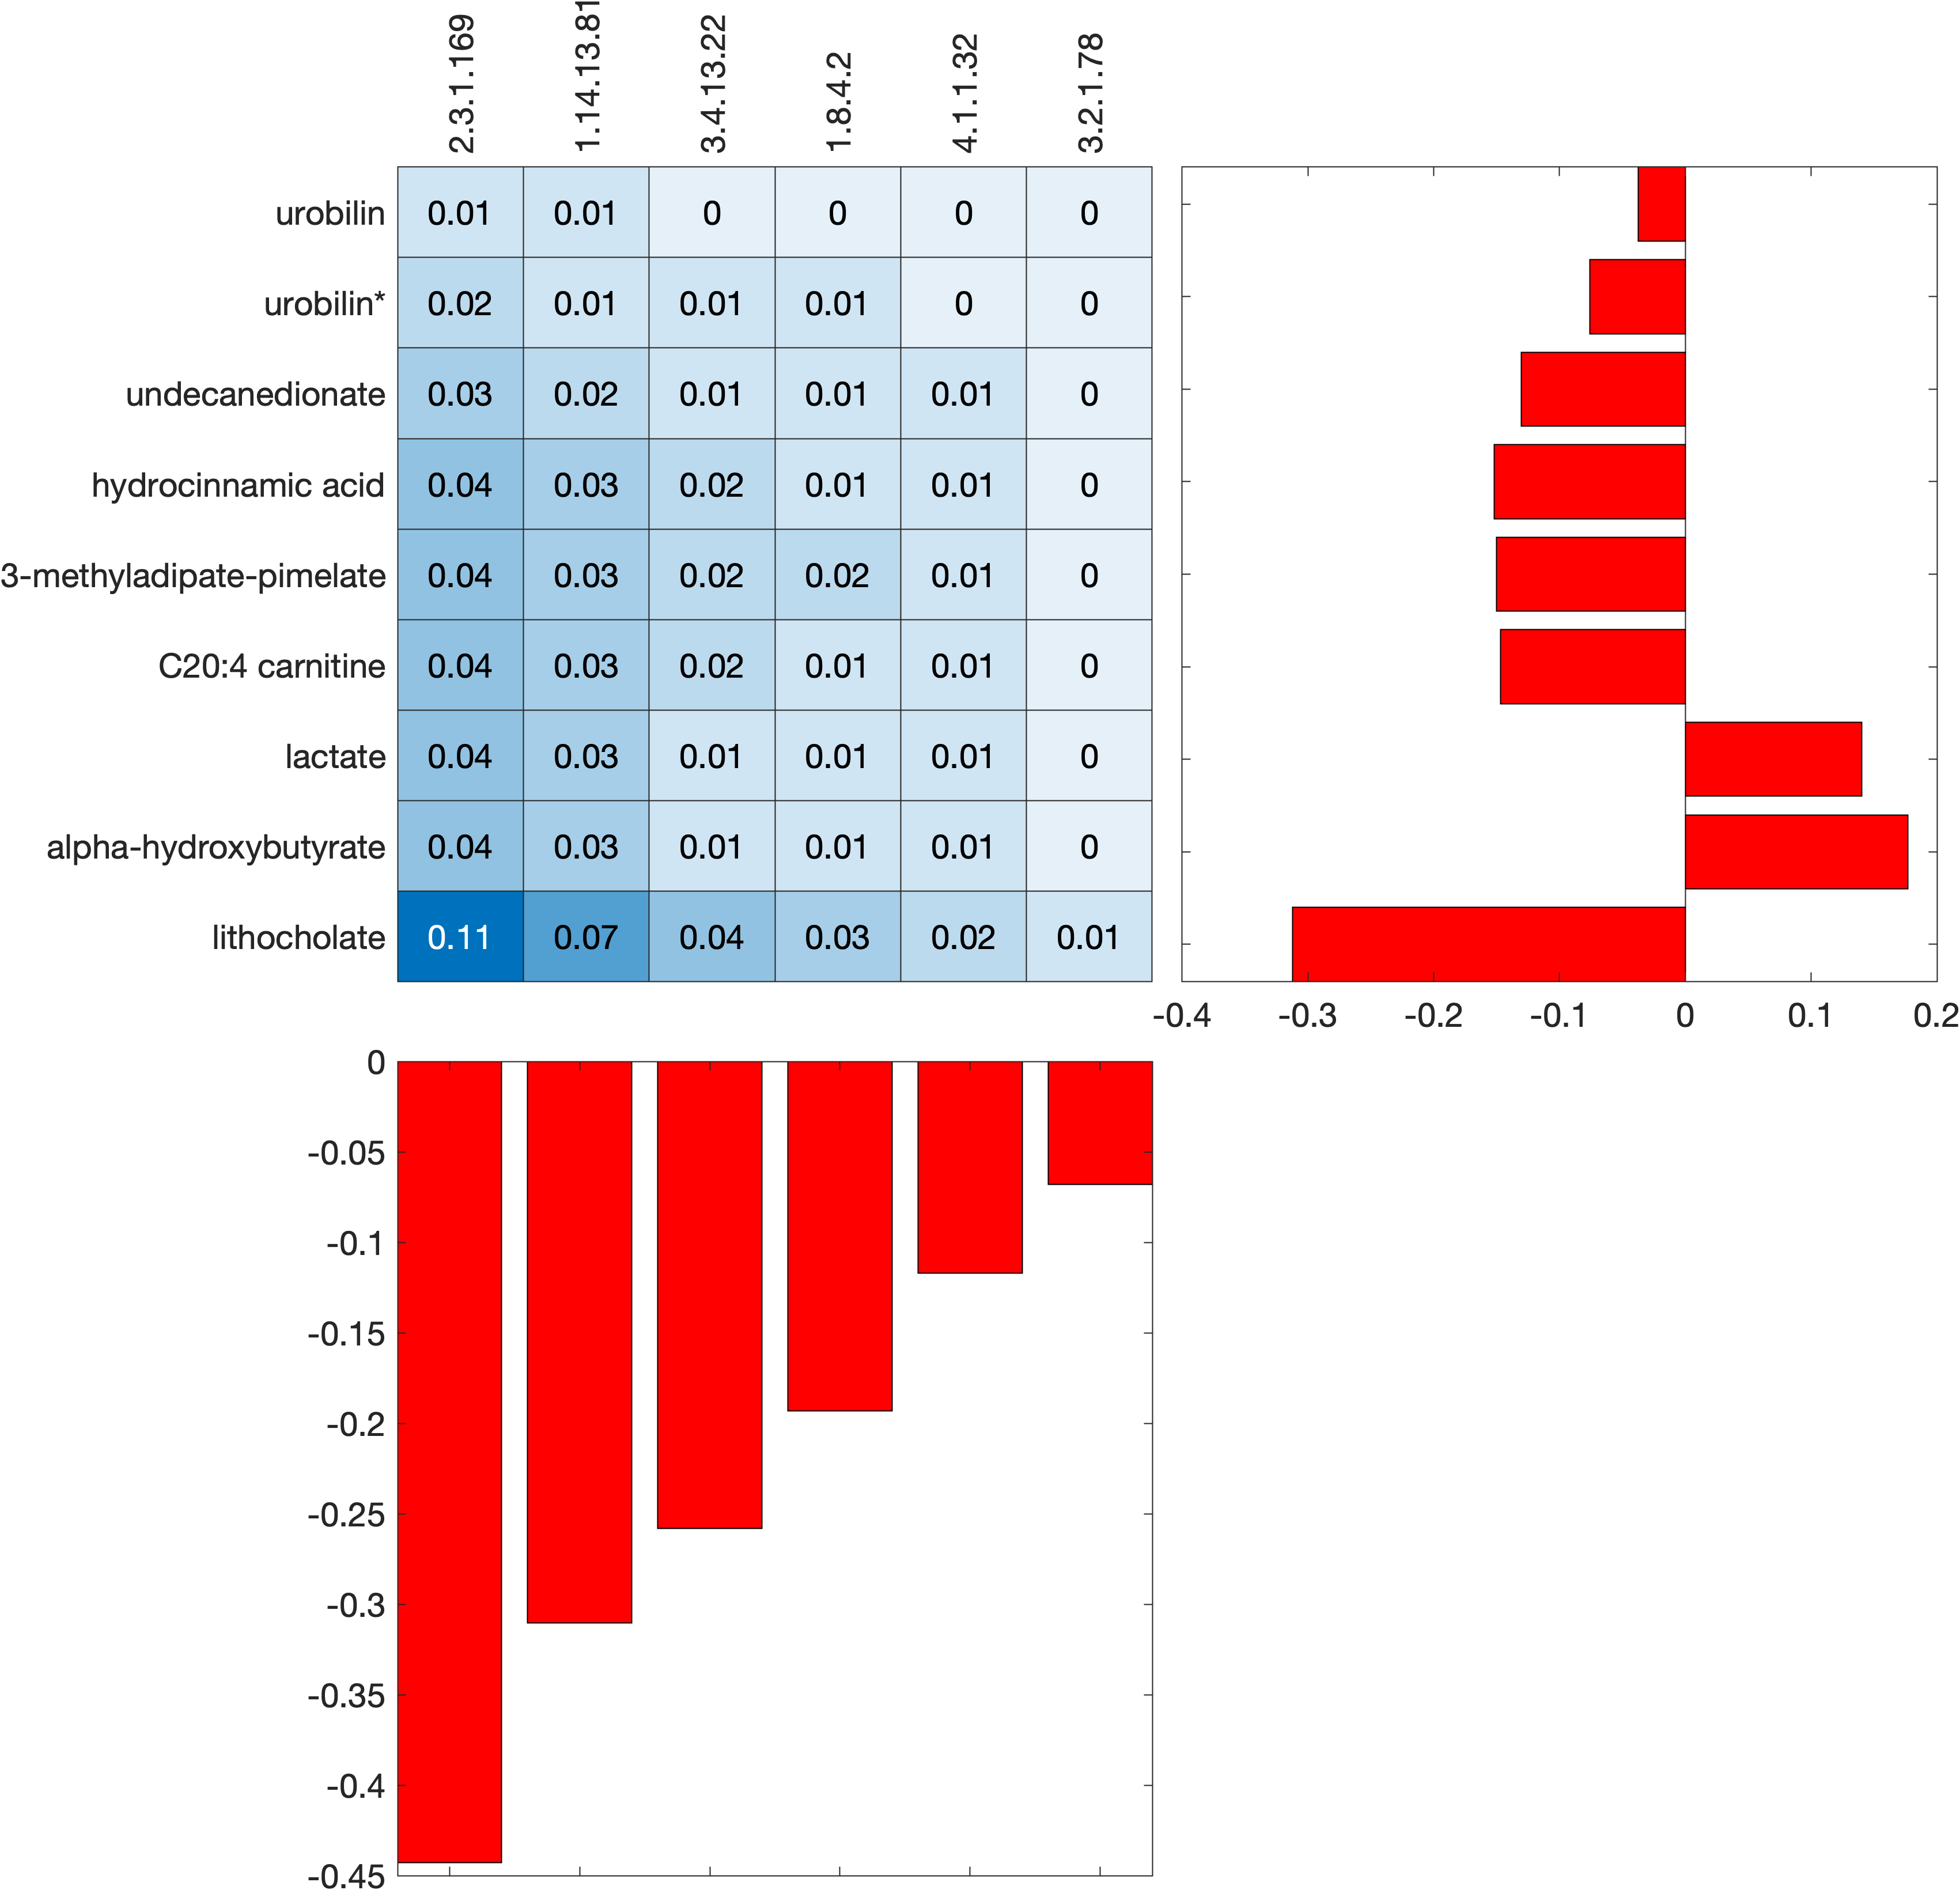 2.3.1.169 1.14.13.81 3.4.13.22 1.8.4.2 4.1.1.32 3.2.1.78
urobilin 0.01 0.01 0 0 0 0
urobilin* 0.02 0.01 0.01 0.01 0 0
undecanedionate 0.03 0.02 0.01 0.01 0.01 0
hydrocinnamic acid 0.04 0.03 0.02 0.01 0.01 0
3-methyladipate-pimelate 0.04 0.03 0.02 0.02 0.01 0
C20:4 carnitine 0.04 0.03 0.02 0.01 0.01 0
lactate 0.04 0.03 0.01 0.01 0.01 0
alpha-hydroxybutyrate 0.04 0.03 0.01 0.01 0.01 0
lithocholate 0.11 0.07 0.04 0.03 0.02 0.01
-0.4 -0.3 -0.2 -0.1 0 0.1 0.2
0
-0.05
-0.1
-0.15
-0.2
-0.25
-0.3
-0.35
-0.4
-0.45